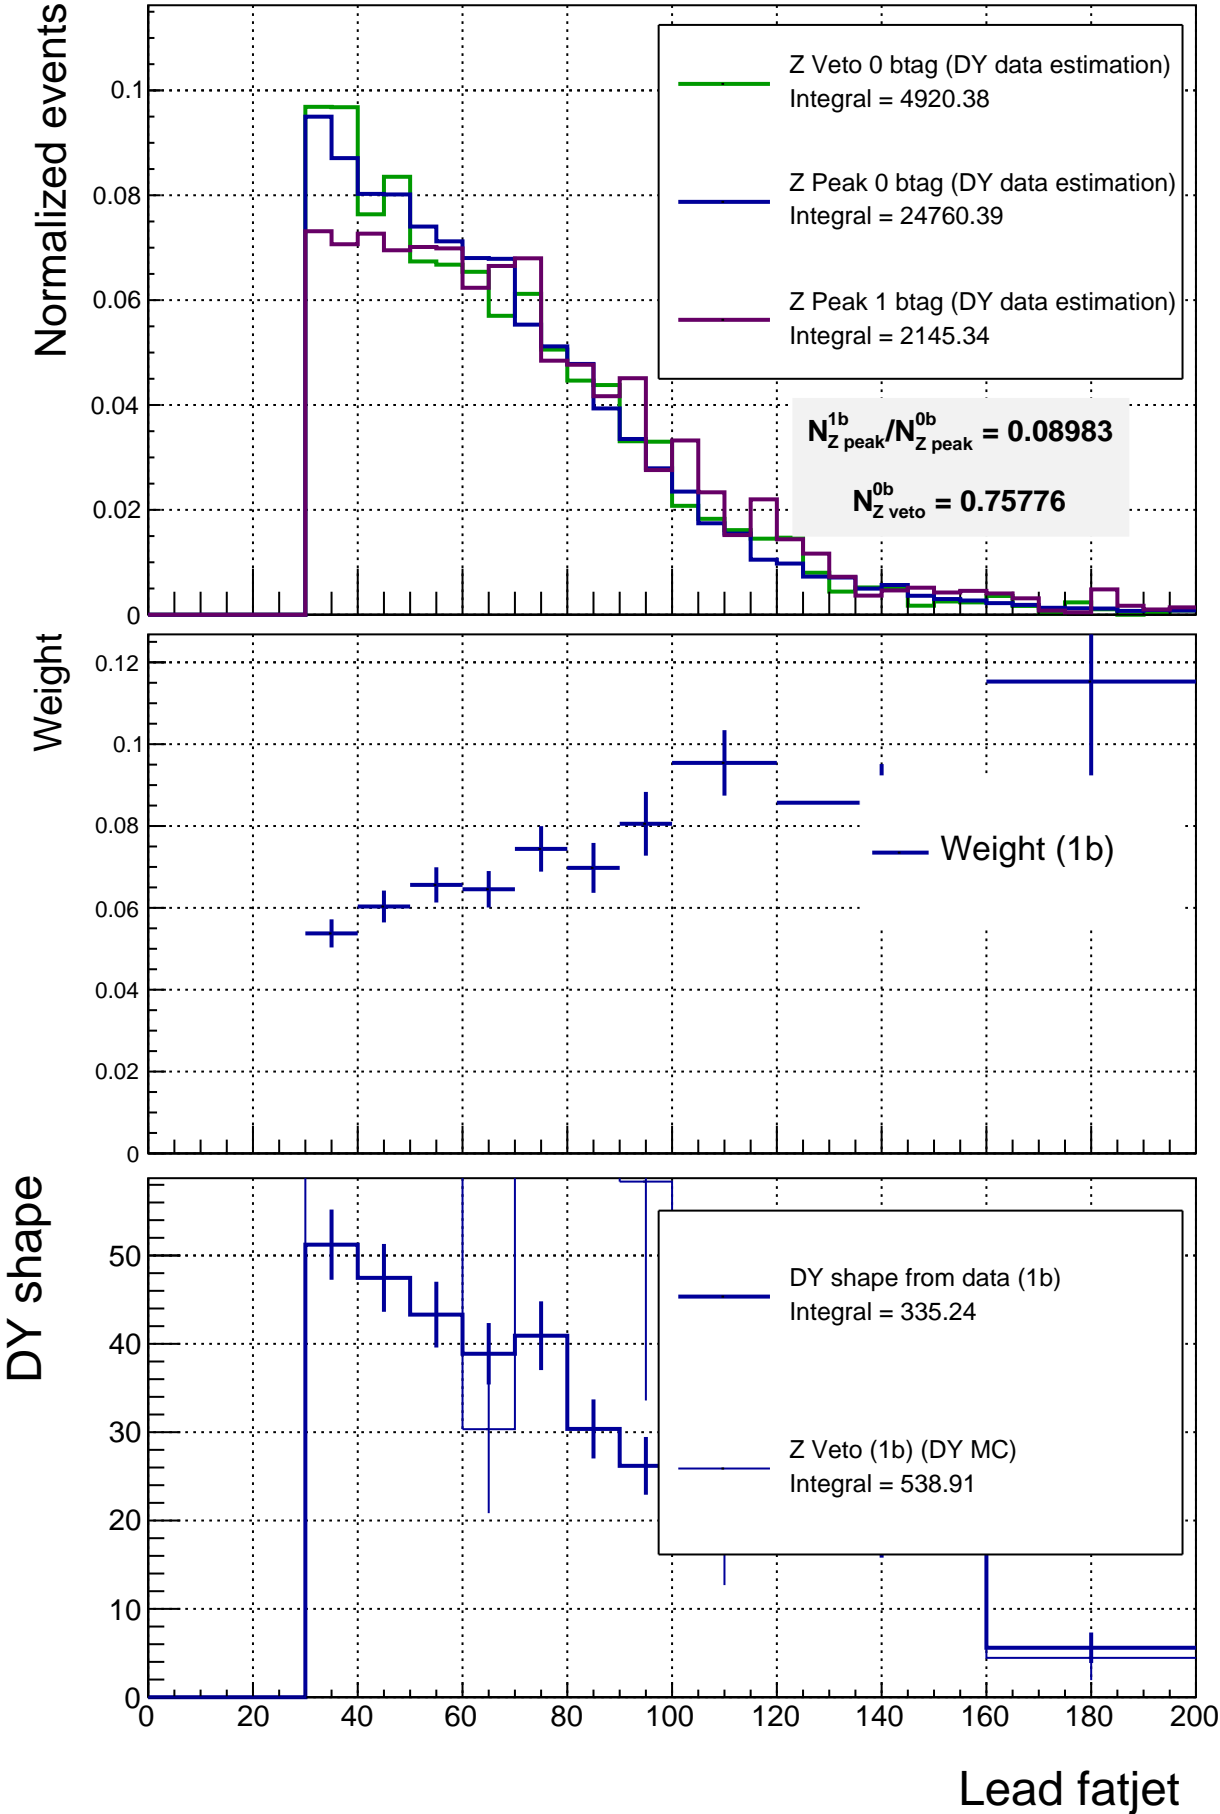 Normalized events
0.1
0.08
0.06
0.04
0.02
0
Z Veto 0 btag (DY data estimation)
Integral = 4920.38
Z Peak 0 btag (DY data estimation)
Integral = 24760.39
Z Peak 1 btag (DY data estimation)
Integral = 2145.34
N^{1b}_{Z peak}/N^{0b}_{Z peak} = 0.08983
N^{0b}_{Z veto} = 0.75776
Weight
0.12
0.1
0.08
0.06
0.04
0.02
0
Weight (1b)
DY shape
50
40
30
20
10
0
DY shape from data (1b)
Integral = 335.24
Z Veto (1b) (DY MC)
Integral = 538.91
0 20 40 60 80 100 120 140 160 180 200
Lead fatjet